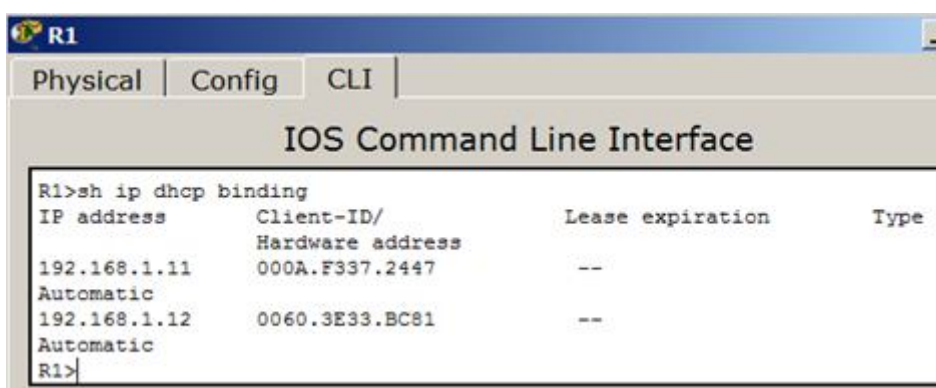 R1
Physical Config CLI
IOS Command Line Interface
R1>sh ip dhcp binding
IP address Client-ID/ Lease expiration Type
Hardware address
192.168.1.11 000A.F337.2447 --
Automatic
192.168.1.12 0060.3E33.BC81 --
Automatic
R1>